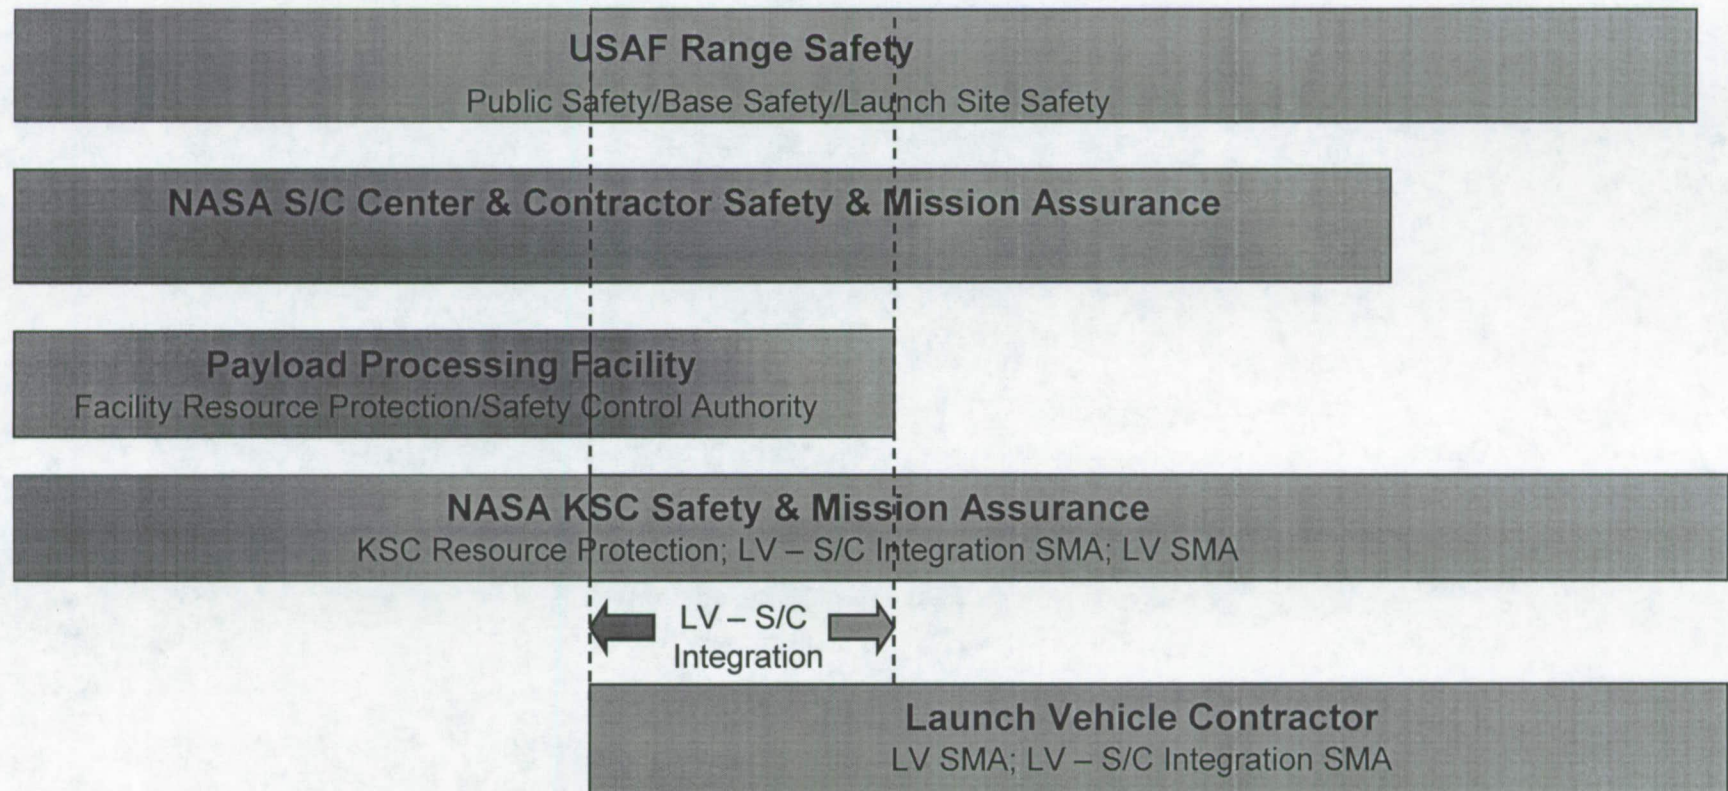 USAF Range Safety
Public Safety/Base Safety/Launch Site Safety
NASA S/C Center & Contractor Safety & Mission Assurance
Payload Processing Facility
Facility Resource Protection/Safety Control Authority
NASA KSC Safety & Mission Assurance
KSC Resource Protection; LV – S/C Integration SMA; LV SMA
LV – S/C
Integration
Launch Vehicle Contractor
LV SMA; LV – S/C Integration SMA